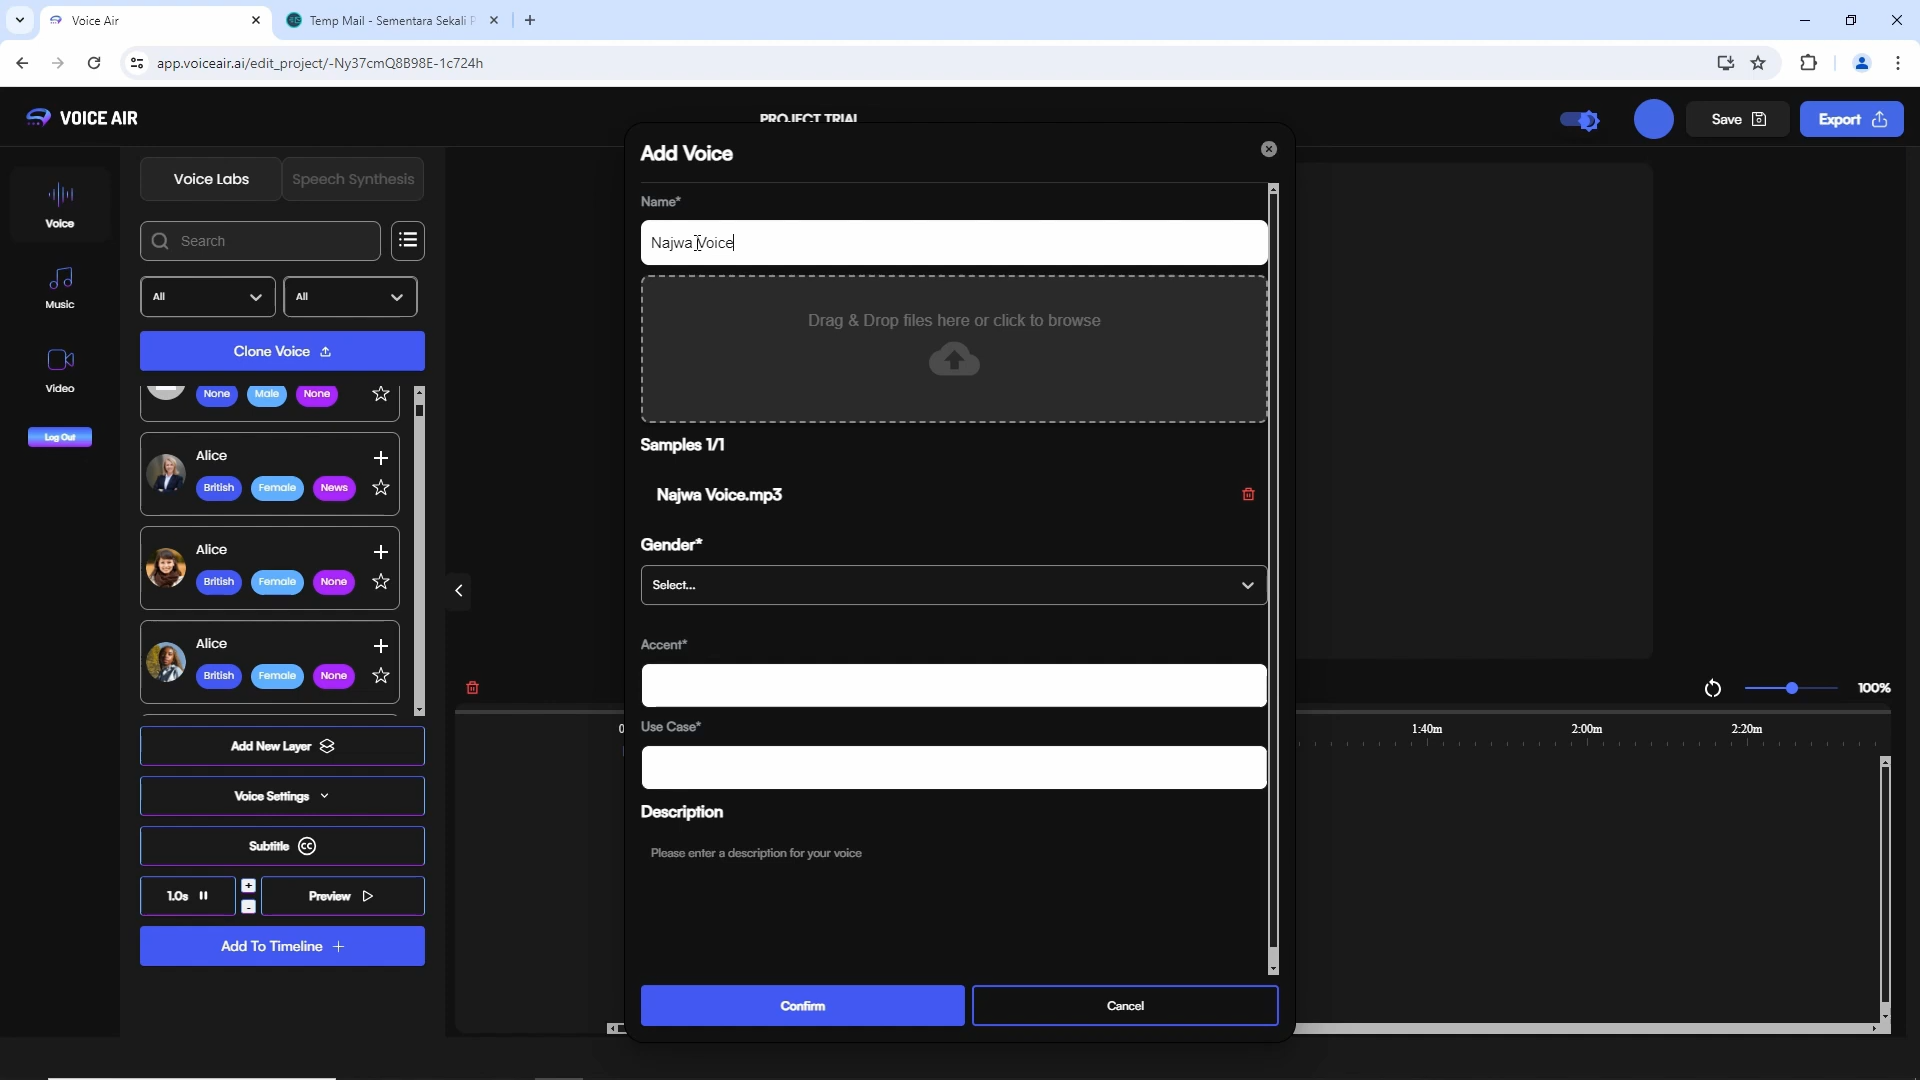 Voice Air
Temp Mail - Sementara Sekali
app.voiceair.ai/edit_project/-Ny37cmQ8B98E-1c724h
VOICE AIR
PROJECT TRIAL
Save
Export
Voice
Music
Video
Log Out
Voice Labs
Speech Synthesis
Search
All
All
Clone Voice
None
Male
None
Alice
British
Female
News
Alice
British
Female
None
Alice
British
Female
None
Add New Layer
Voice Settings
Subtitle CC
1.0s
+
-
Preview
Add To Timeline
Add Voice
Name*
Najwa Voice
Drag & Drop files here or click to browse
Samples 1/1
Najwa Voice.mp3
Gender*
Select...
Accent*
Use Case*
Description
Please enter a description for your voice
Confirm
Cancel
100%
0
1:40m
2:00m
2:20m